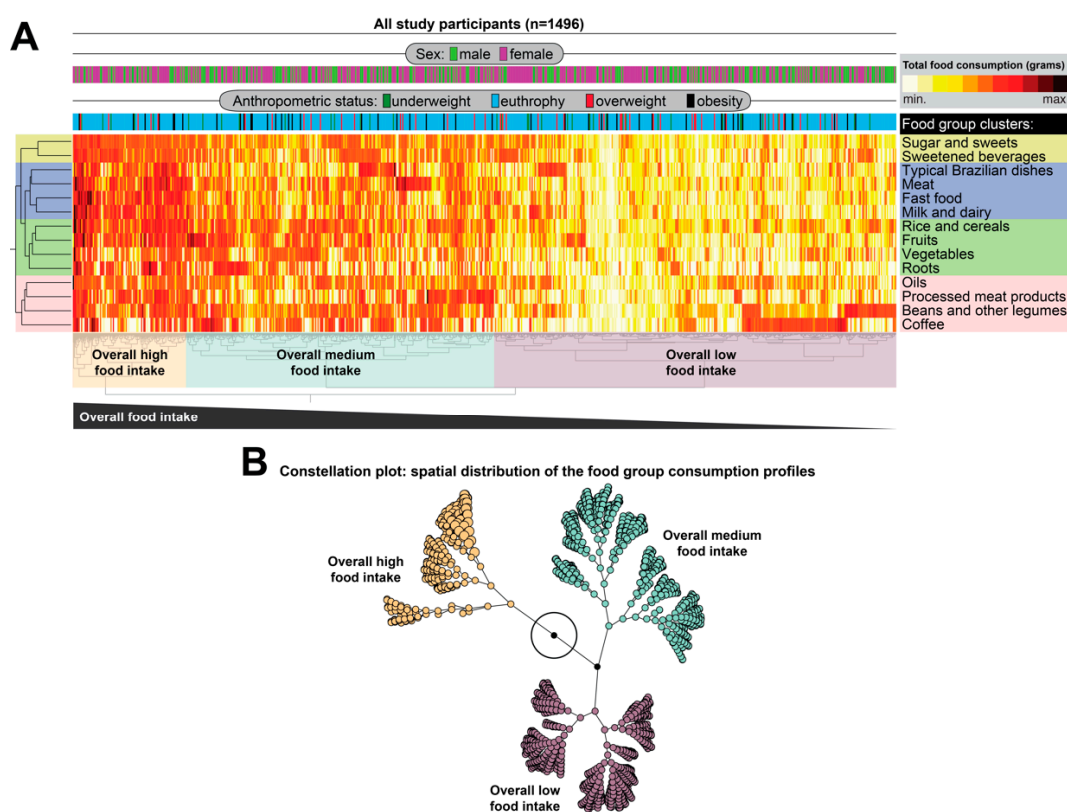 A
All study participants (n=1496)
Sex: male female
Anthropometric status: underweight euthrophy overweight obesity
Total food consumption (grams)
min. max
Food group clusters:
Sugar and sweets
Sweetened beverages
Typical Brazilian dishes
Meat
Fast food
Milk and dairy
Rice and cereals
Fruits
Vegetables
Roots
Oils
Processed meat products
Beans and other legumes
Coffee
Overall high
food intake
Overall medium
food intake
Overall low
food intake
Overall food intake
B
Constellation plot: spatial distribution of the food group consumption profiles
Overall high
food intake
Overall medium
food intake
Overall low
food intake